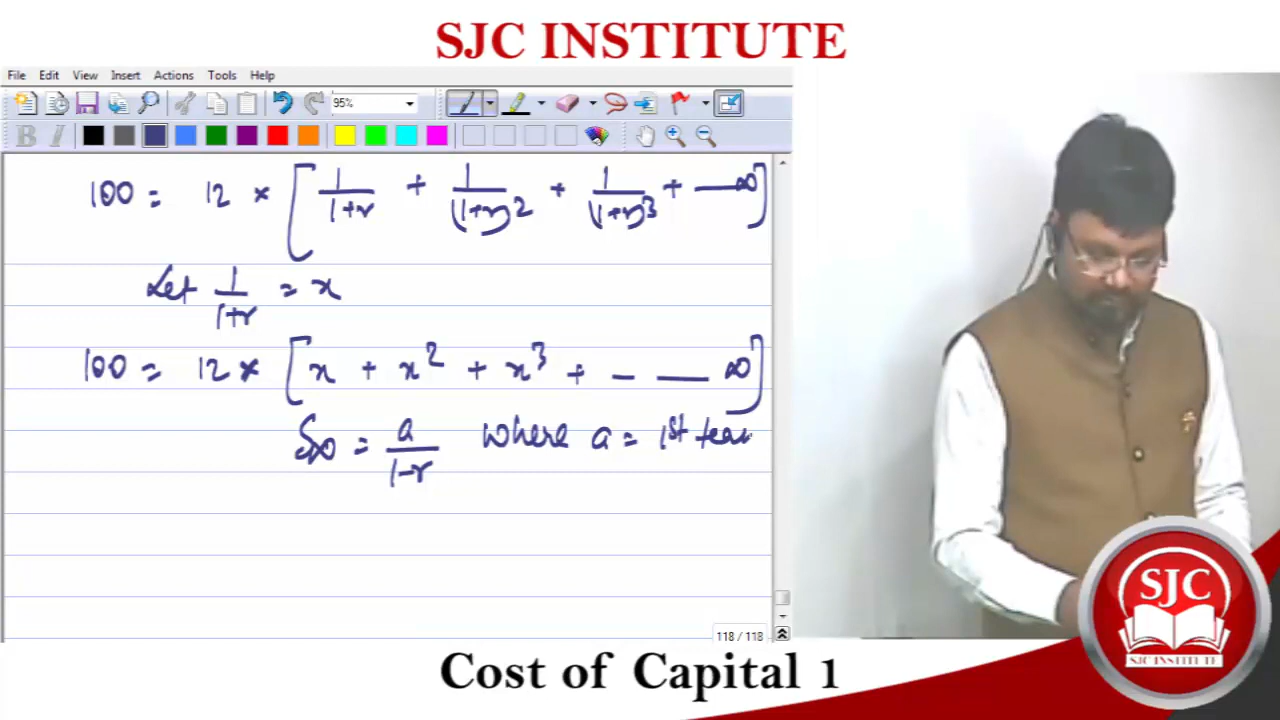 SJC INSTITUTE
File Edit View Insert Actions Tools Help
95%
B I
100 = 12 × [ 1/1+r + 1/(1+r)2 + 1/(1+r)3 + — ∞ ]
Let 1/1+r = x
100 = 12 × [ x + x2 + x3 + – — ∞ ]
S∞ = a/1-r where a = 1st
118 / 118
SJC
SJC INSTITUTE
Cost of Capital 1